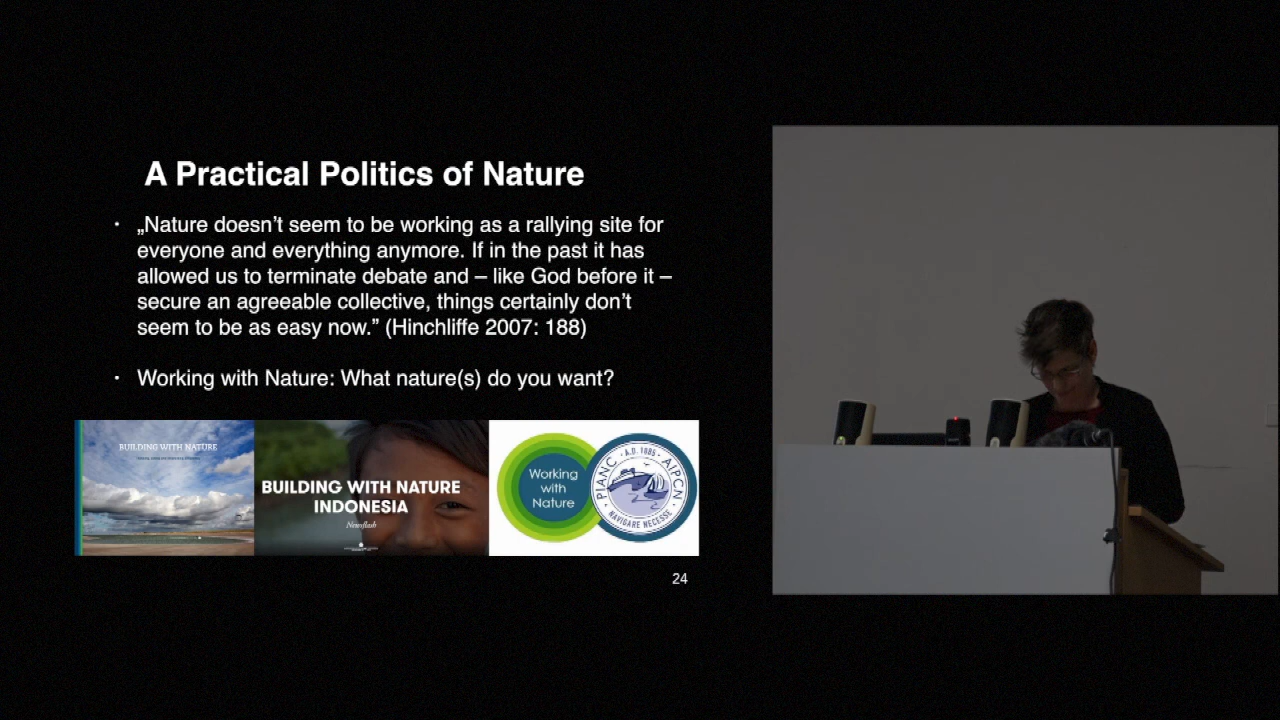 A Practical Politics of Nature
• „Nature doesn't seem to be working as a rallying site for
everyone and everything anymore. If in the past it has
allowed us to terminate debate and – like God before it –
secure an agreeable collective, things certainly don't
seem to be as easy now.” (Hinchliffe 2007: 188)
• Working with Nature: What nature(s) do you want?
BUILDING WITH NATURE
BUILDING WITH NATURE
INDONESIA
Newsflash
Working
with
Nature
PIANC · A.D. 1885 · AIPCN
NAVIGARE NECESSE
24